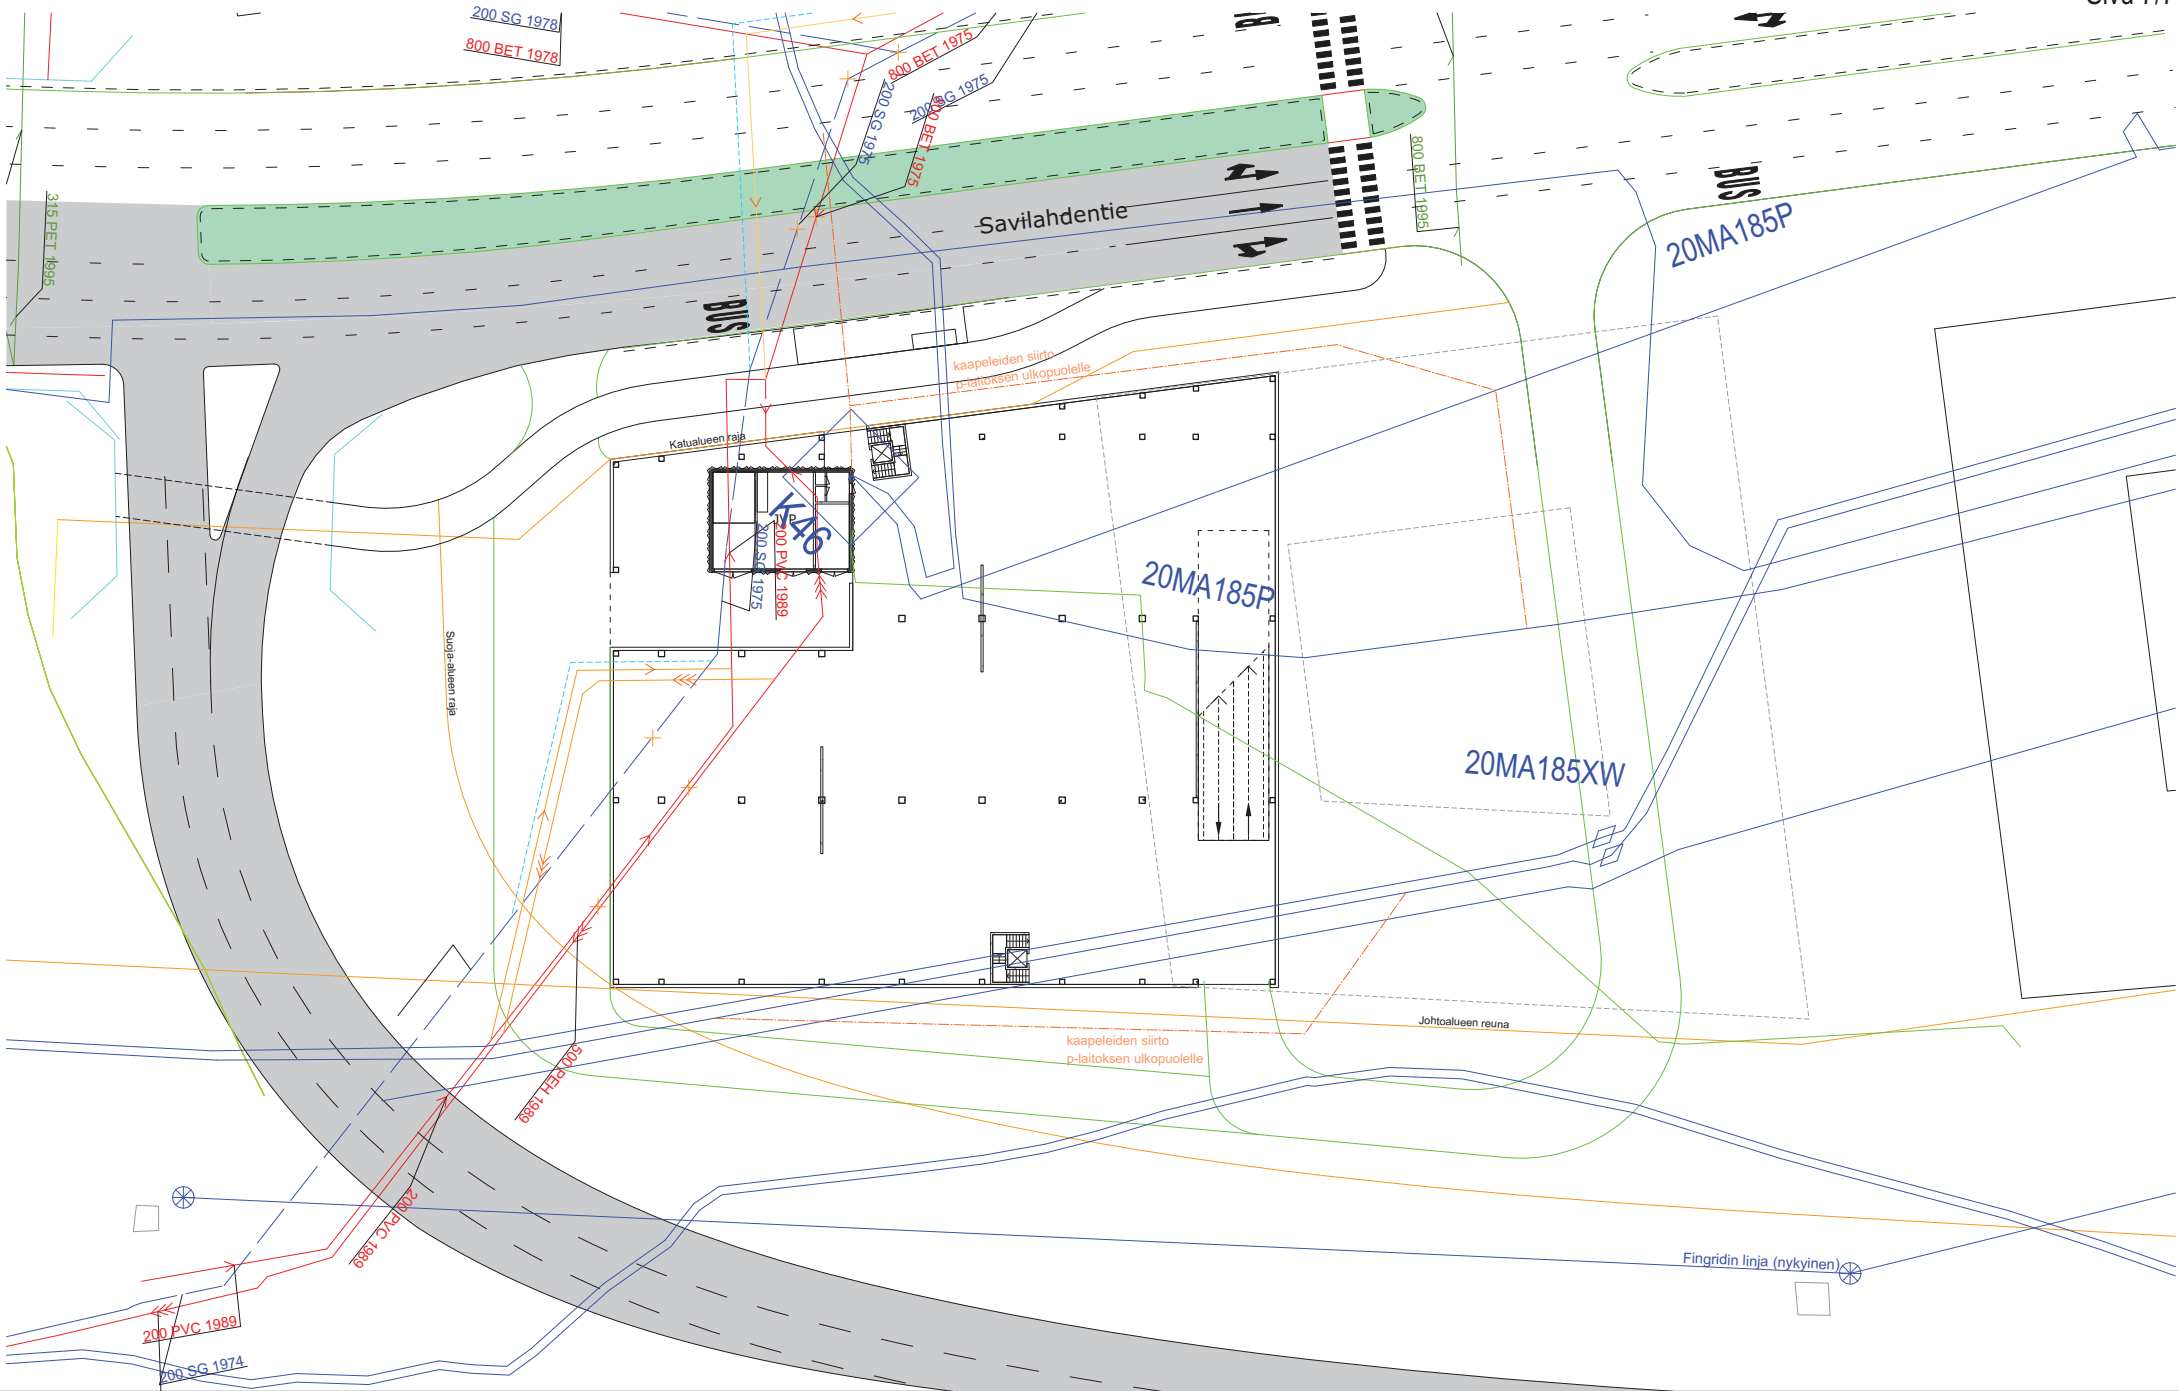 200 SG 1978
800 BET 1978
800 BET 1975
200 SG 1975
200 SG 1975
800 BET 1975
BUS
800 BET 1995
315 PET 1995
Savilahdentie
20MA185P
BUS
kaapeleiden siirto
p-laitoksen ulkopuolelle
Katualueen raja
JVP
K46
200 SG 1975
200 PVC 1989
20MA185P
Suoja-alueen raja
20MA185XW
Johtoalueen reuna
kaapeleiden siirto
p-laitoksen ulkopuolelle
500 PEH 1989
200 PVC 1989
Fingridin linja (nykyinen)
200 PVC 1989
200 SG 1974